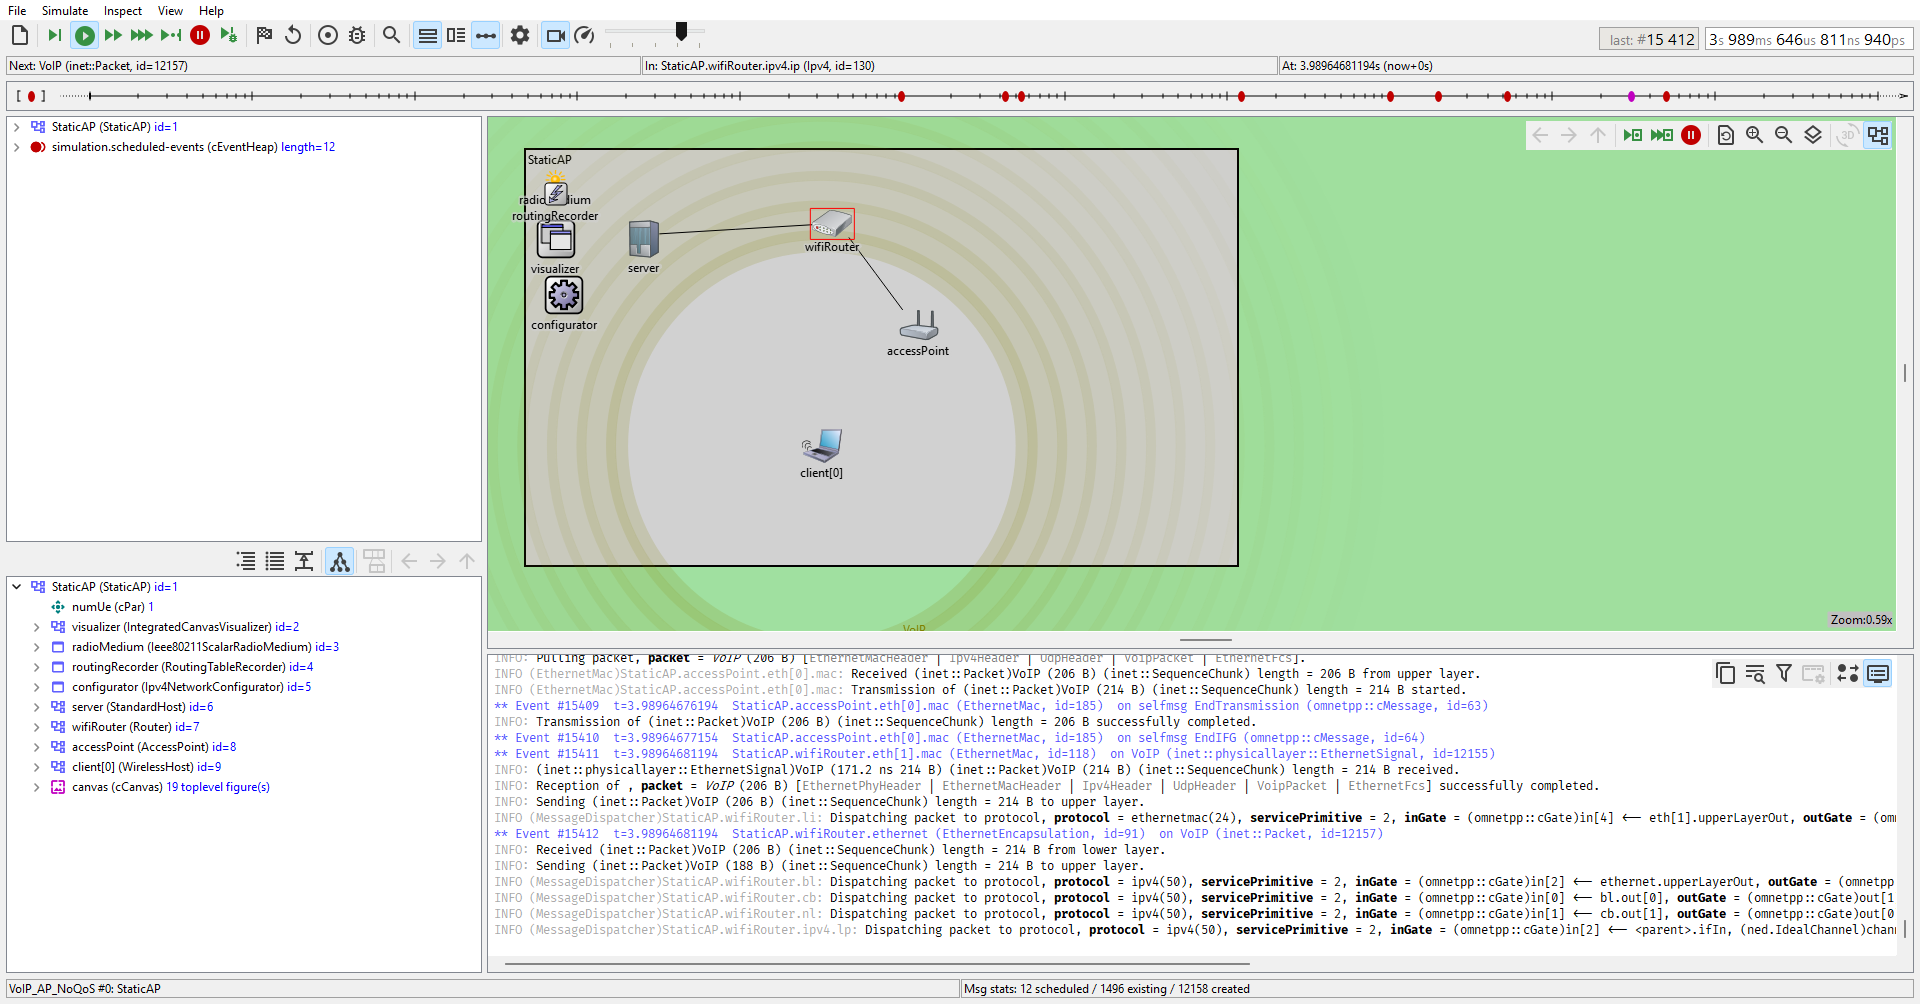 File Simulate Inspect View Help
last: #15 412 3s 989ms 646us 811ns 940ps
Next: VoIP (inet::Packet, id=12157) In: StaticAP.wifiRouter.ipv4.ip (Ipv4, id=130) At: 3.98964681194s (now+0s)
StaticAP (StaticAP) id=1
simulation.scheduled-events (cEventHeap) length=12
StaticAP (StaticAP) id=1
numUe (cPar) 1
visualizer (IntegratedCanvasVisualizer) id=2
radioMedium (Ieee80211ScalarRadioMedium) id=3
routingRecorder (RoutingTableRecorder) id=4
configurator (Ipv4NetworkConfigurator) id=5
server (StandardHost) id=6
wifiRouter (Router) id=7
accessPoint (AccessPoint) id=8
client[0] (WirelessHost) id=9
canvas (cCanvas) 19 toplevel figure(s)
3D
StaticAP
radioMedium
routingRecorder
visualizer
configurator
server
wifiRouter
accessPoint
client[0]
VoIP
Zoom:0.59x
INFO: Pulling packet, packet = VoIP (206 B) [EthernetMacHeader | Ipv4Header | UdpHeader | VoipPacket | EthernetFcs].
INFO (EthernetMac)StaticAP.accessPoint.eth[0].mac: Received (inet::Packet)VoIP (206 B) (inet::SequenceChunk) length = 206 B from upper layer.
INFO (EthernetMac)StaticAP.accessPoint.eth[0].mac: Transmission of (inet::Packet)VoIP (214 B) (inet::SequenceChunk) length = 214 B started.
** Event #15409 t=3.98964676194 StaticAP.accessPoint.eth[0].mac (EthernetMac, id=185) on selfmsg EndTransmission (omnetpp::cMessage, id=63)
INFO: Transmission of (inet::Packet)VoIP (206 B) (inet::SequenceChunk) length = 206 B successfully completed.
** Event #15410 t=3.98964677154 StaticAP.accessPoint.eth[0].mac (EthernetMac, id=185) on selfmsg EndIFG (omnetpp::cMessage, id=64)
** Event #15411 t=3.98964681194 StaticAP.wifiRouter.eth[1].mac (EthernetMac, id=118) on VoIP (inet::physicallayer::EthernetSignal, id=12155)
INFO: (inet::physicallayer::EthernetSignal)VoIP (171.2 ns 214 B) (inet::Packet)VoIP (214 B) (inet::SequenceChunk) length = 214 B received.
INFO: Reception of , packet = VoIP (206 B) [EthernetPhyHeader | EthernetMacHeader | Ipv4Header | UdpHeader | VoipPacket | EthernetFcs] successfully completed.
INFO: Sending (inet::Packet)VoIP (206 B) (inet::SequenceChunk) length = 214 B to upper layer.
INFO (MessageDispatcher)StaticAP.wifiRouter.li: Dispatching packet to protocol, protocol = ethernetmac(24), servicePrimitive = 2, inGate = (omnetpp::cGate)in[4] <-- eth[1].upperLayerOut, outGate = (omn
** Event #15412 t=3.98964681194 StaticAP.wifiRouter.ethernet (EthernetEncapsulation, id=91) on VoIP (inet::Packet, id=12157)
INFO: Received (inet::Packet)VoIP (206 B) (inet::SequenceChunk) length = 214 B from lower layer.
INFO: Sending (inet::Packet)VoIP (188 B) (inet::SequenceChunk) length = 214 B to upper layer.
INFO (MessageDispatcher)StaticAP.wifiRouter.bl: Dispatching packet to protocol, protocol = ipv4(50), servicePrimitive = 2, inGate = (omnetpp::cGate)in[2] <-- ethernet.upperLayerOut, outGate = (omnetpp
INFO (MessageDispatcher)StaticAP.wifiRouter.cb: Dispatching packet to protocol, protocol = ipv4(50), servicePrimitive = 2, inGate = (omnetpp::cGate)in[0] <-- bl.out[0], outGate = (omnetpp::cGate)out[1
INFO (MessageDispatcher)StaticAP.wifiRouter.nl: Dispatching packet to protocol, protocol = ipv4(50), servicePrimitive = 2, inGate = (omnetpp::cGate)in[1] <-- cb.out[1], outGate = (omnetpp::cGate)out[0
INFO (MessageDispatcher)StaticAP.wifiRouter.ipv4.lp: Dispatching packet to protocol, protocol = ipv4(50), servicePrimitive = 2, inGate = (omnetpp::cGate)in[2] <-- <parent>.ifIn, (ned.IdealChannel)chan
VoIP_AP_NoQoS #0: StaticAP Msg stats: 12 scheduled / 1496 existing / 12158 created